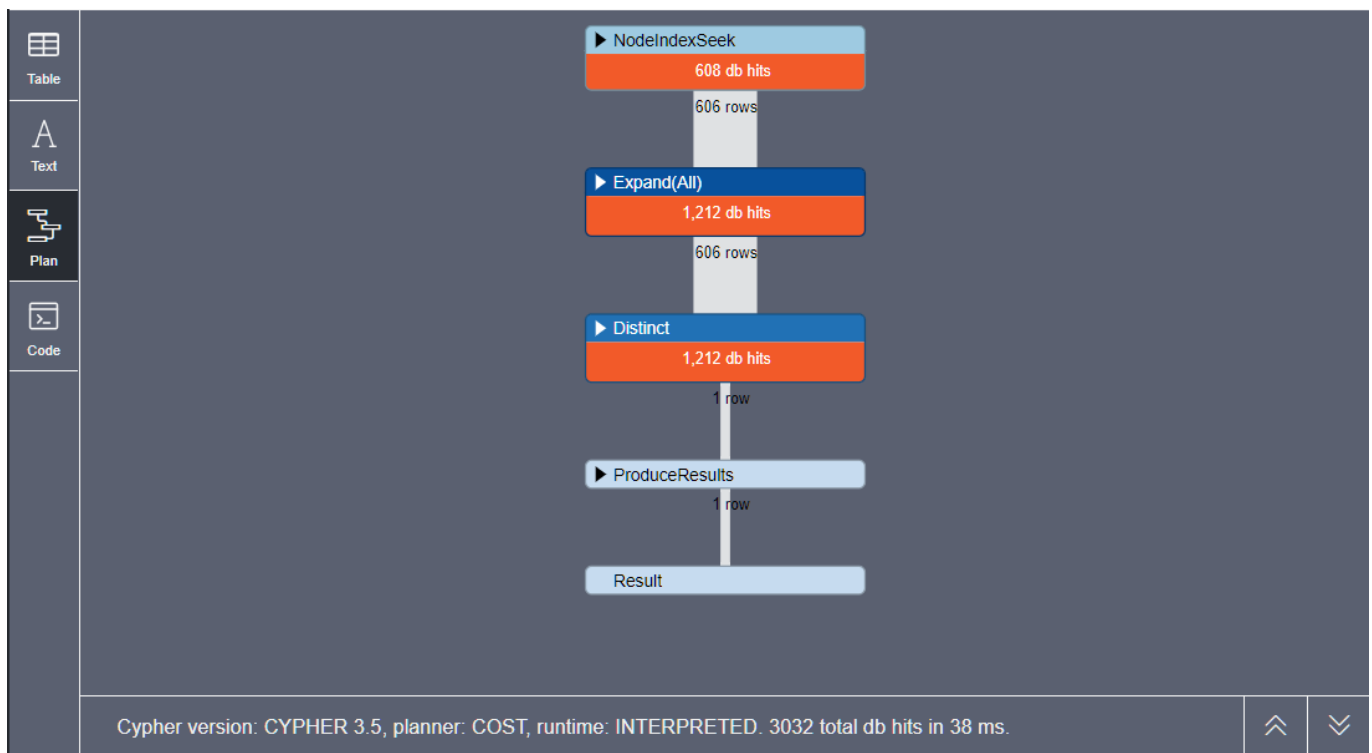 Table
Text
Plan
Code
NodeIndexSeek
608 db hits
606 rows
Expand(All)
1,212 db hits
606 rows
Distinct
1,212 db hits
1 row
ProduceResults
1 row
Result
Cypher version: CYPHER 3.5, planner: COST, runtime: INTERPRETED. 3032 total db hits in 38 ms.